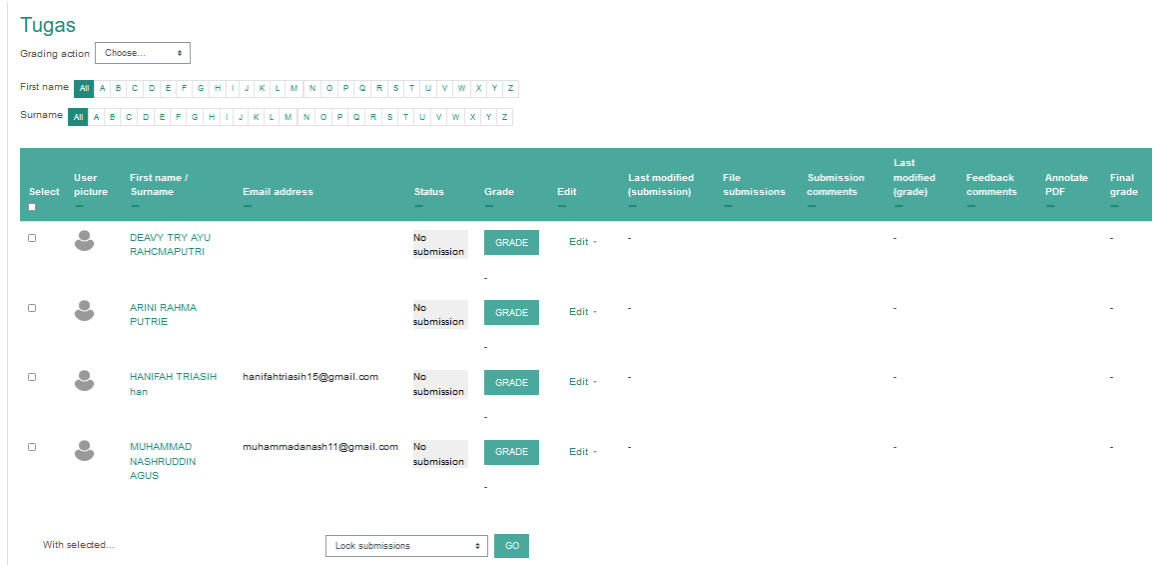 Tugas
Grading action Choose...
First name All A B C D E F G H I J K L M N O P Q R S T U V W X Y Z
Surname All A B C D E F G H I J K L M N O P Q R S T U V W X Y Z
Select User picture First name / Surname Email address Status Grade Edit Last modified (submission) File submissions Submission comments Last modified (grade) Feedback comments Annotate PDF Final grade
DEAVY TRY AYU No GRADE Edit - - - -
RAHCMAPUTRI submission
-
ARINI RAHMA No GRADE Edit - - - -
PUTRIE submission
-
HANIFAH TRIASIH hanifahtriasih15@gmail.com No GRADE Edit - - - -
han submission
-
MUHAMMAD muhammadanash11@gmail.com No GRADE Edit - - - -
NASHRUDDIN submission
AGUS
-
With selected... Lock submissions GO